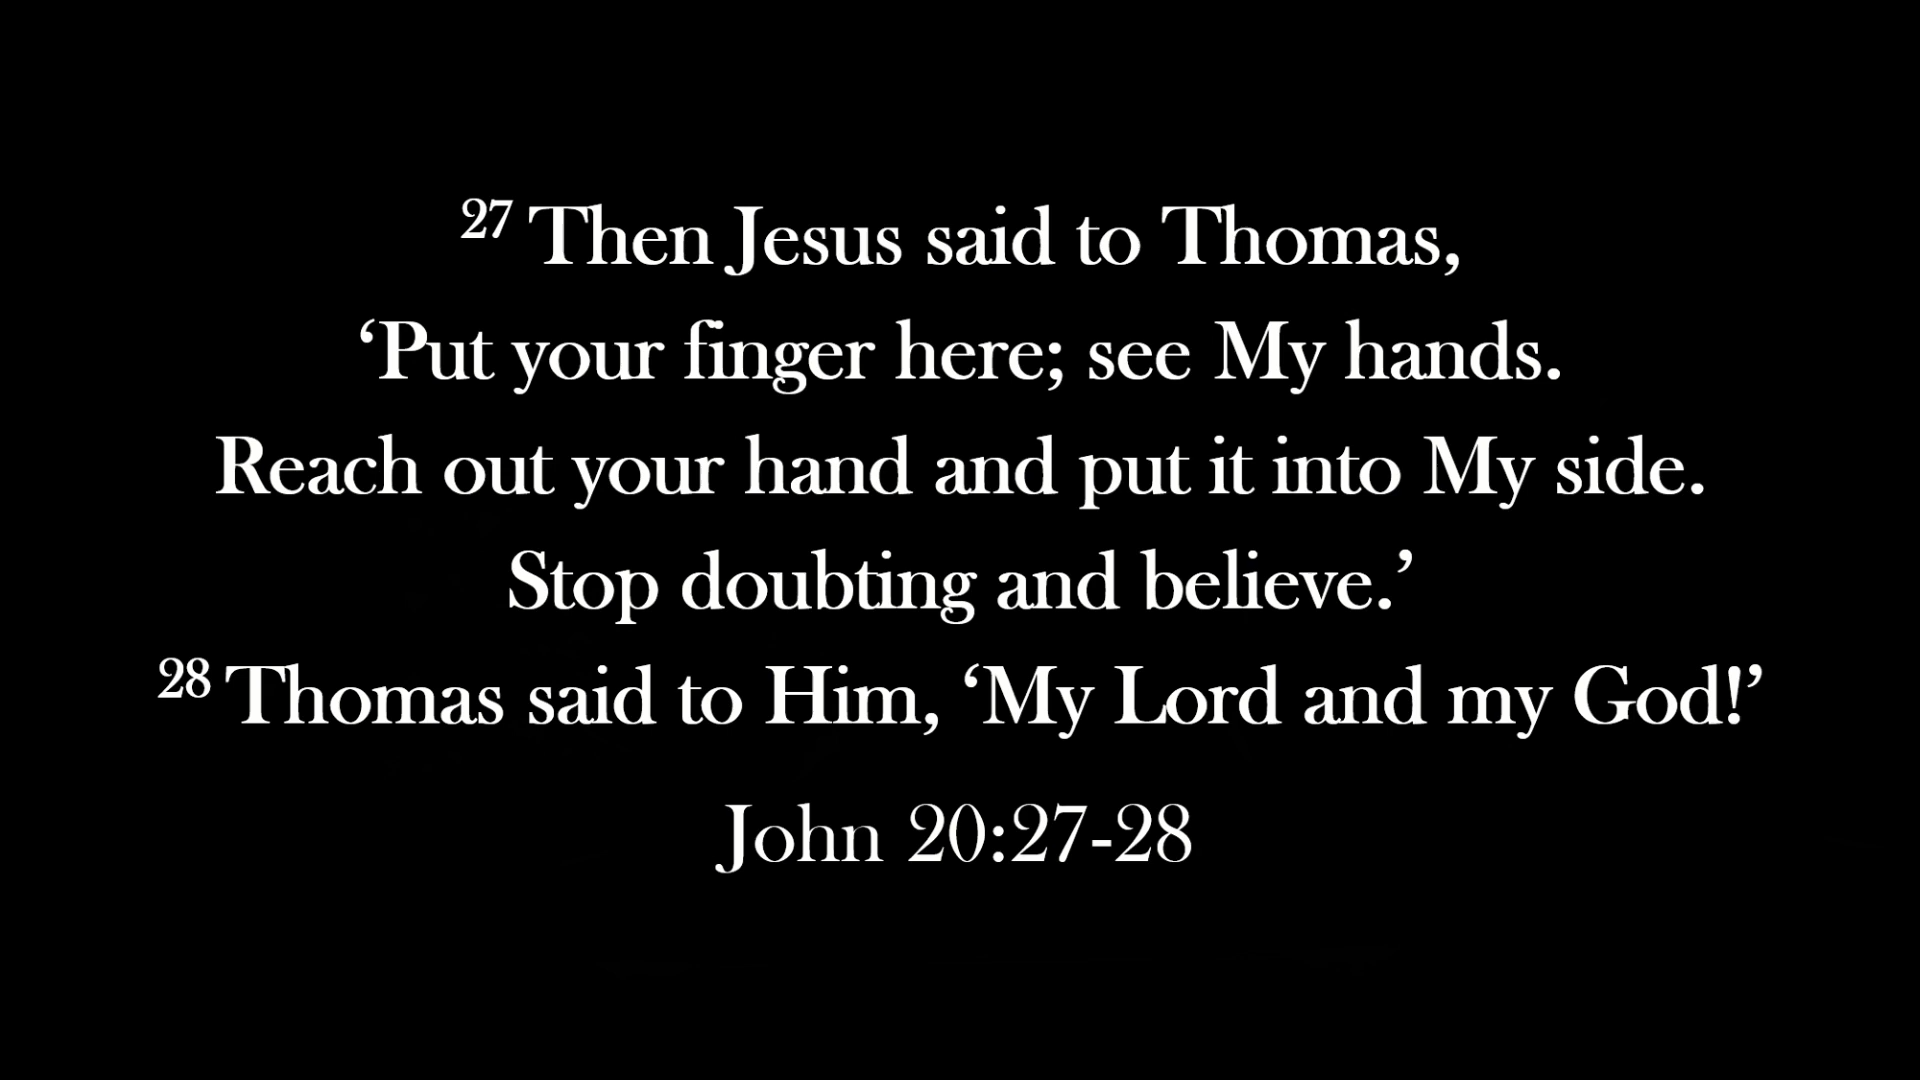 27 Then Jesus said to Thomas,
‘Put your finger here; see My hands.
Reach out your hand and put it into My side.
Stop doubting and believe.’
28 Thomas said to Him, ‘My Lord and my God!’
John 20:27-28